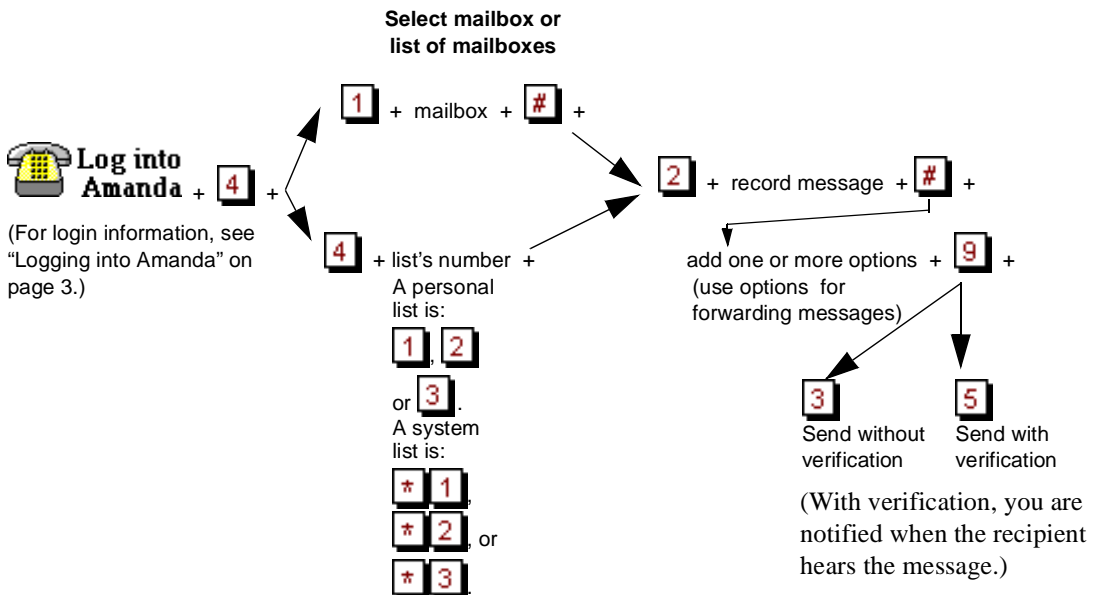 Select mailbox or
list of mailboxes
1 + mailbox + # +
Log into
Amanda + 4 +
(For login information, see
“Logging into Amanda” on
page 3.)
4 + list's number +
A personal
list is:
1, 2
or 3.
A system
list is:
* 1,
* 2, or
* 3.
2 + record message + # +
add one or more options + 9 +
(use options for
forwarding messages)
3
Send without
verification
5
Send with
verification
(With verification, you are
notified when the recipient
hears the message.)